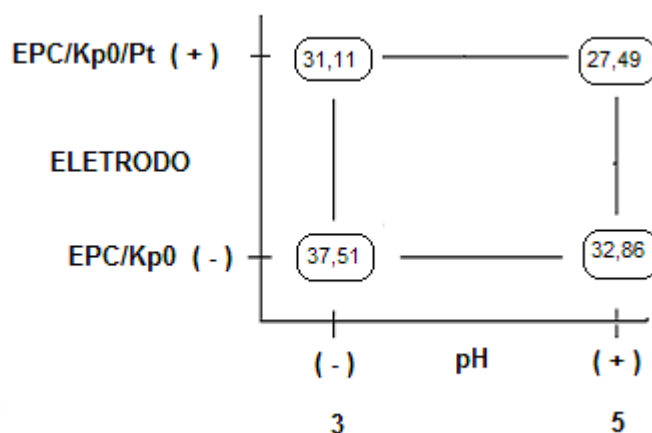 EPC/Kp0/Pt ( + ) 31,11 27,49
ELETRODO
EPC/Kp0 ( - ) 37,51 32,86
( - ) pH ( + )
3 5